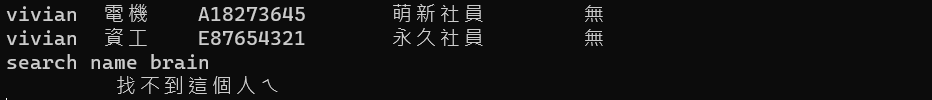 vivian 電機 A18273645 萌新社員 無
vivian 資工 E87654321 永久社員 無
search name brain
找不到這個人ㄟ